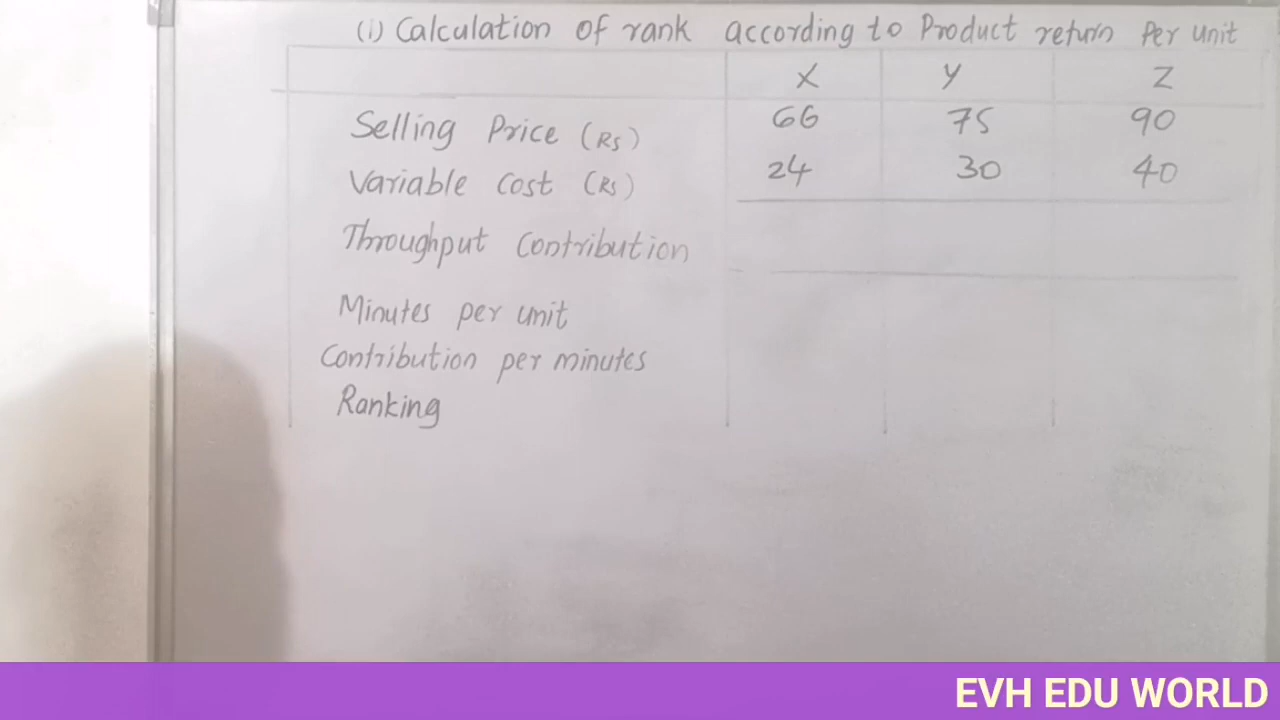 (i) Calculation of rank according to Product return Per unit
X Y Z
Selling Price (Rs) 66 75 90
Variable Cost (Rs) 24 30 40
Throughput Contribution
Minutes per unit
Contribution per minutes
Ranking
EVH EDU WORLD